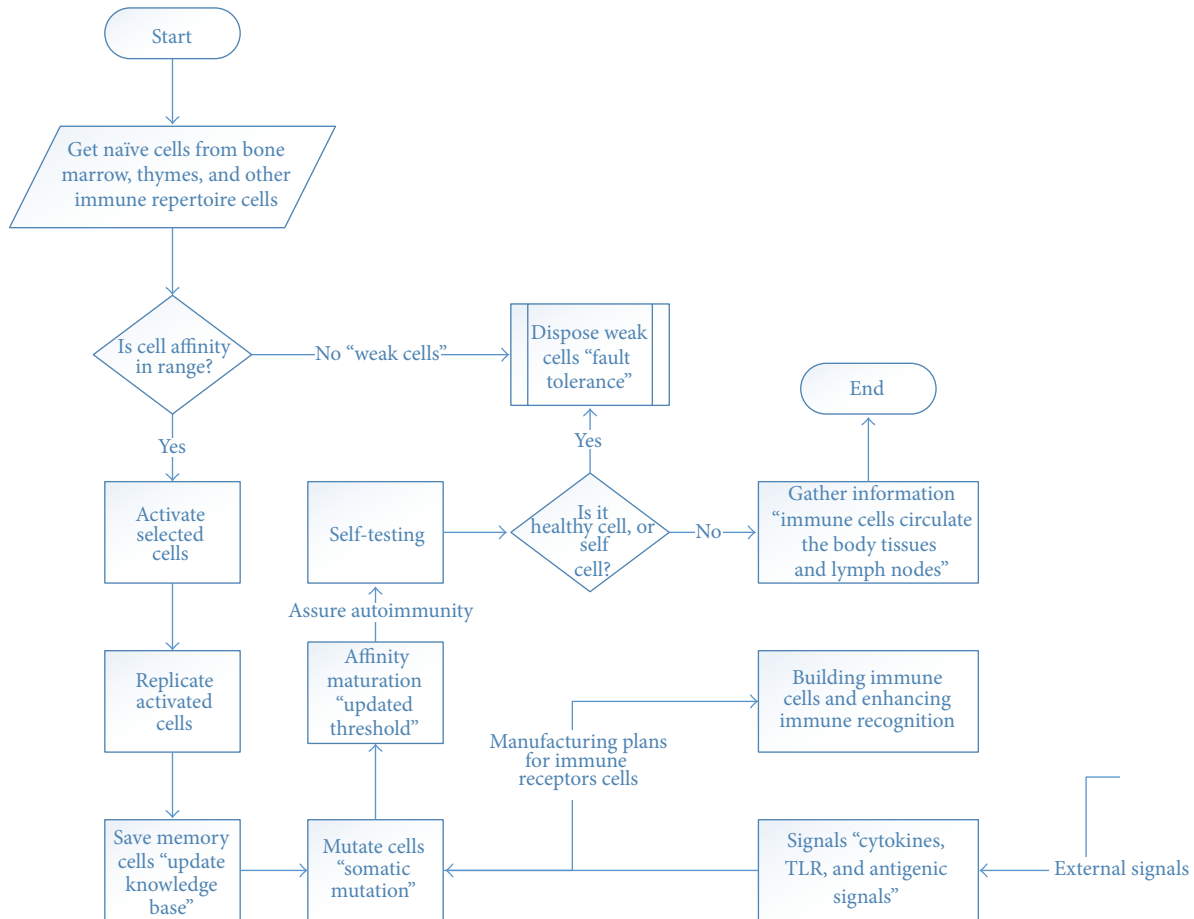 Start
Get naïve cells from bone
marrow, thymes, and other
immune repertoire cells
Is cell affinity
in range?
No “weak cells”
Dispose weak
cells “fault
tolerance”
End
Yes
Yes
Activate
selected
cells
Self-testing
Is it
healthy cell, or
self
cell?
No
Gather information
“immune cells circulate
the body tissues
and lymph nodes”
Assure autoimmunity
Replicate
activated
cells
Affinity
maturation
“updated
threshold”
Building immune
cells and enhancing
immune recognition
Manufacturing plans
for immune
receptors cells
Save memory
cells “update
knowledge
base”
Mutate cells
“somatic
mutation”
Signals “cytokines,
TLR, and antigenic
signals”
External signals